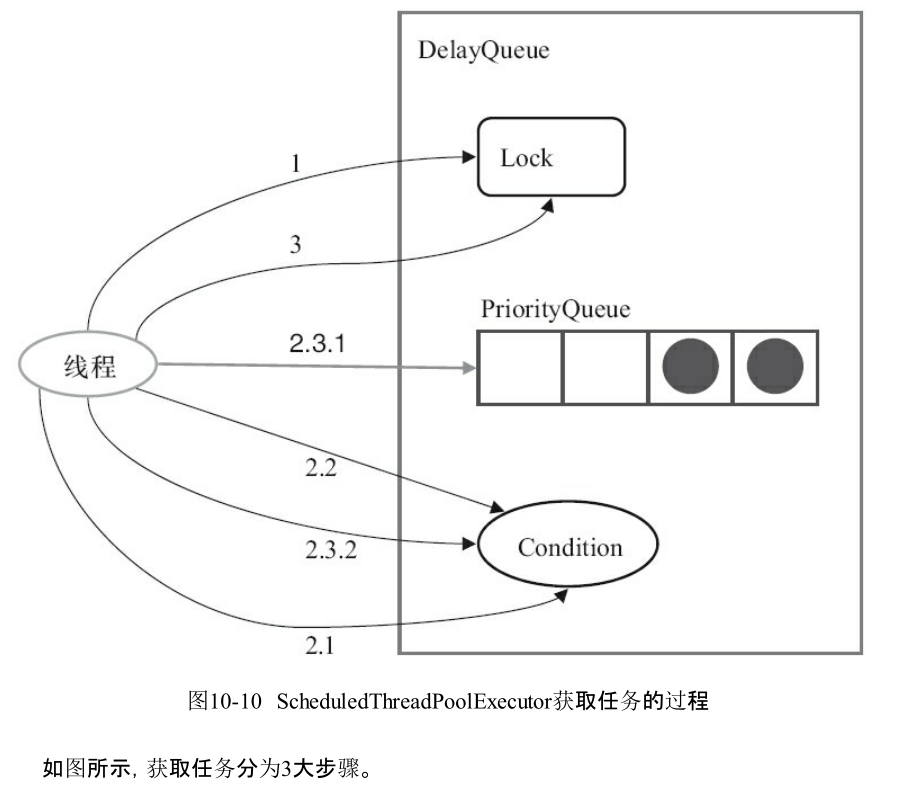 DelayQueue
1
Lock
3
PriorityQueue
2.3.1
线程
2.2
Condition
2.3.2
2.1
图10-10 ScheduledThreadPoolExecutor获取任务的过程
如图所示,获取任务分为3大步骤。